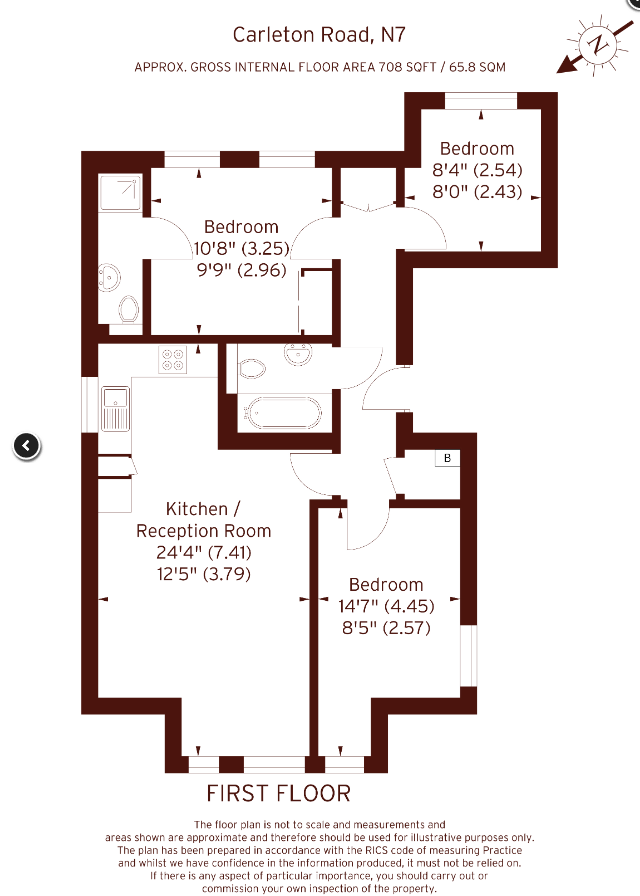 Carleton Road, N7
APPROX. GROSS INTERNAL FLOOR AREA 708 SQFT / 65.8 SQM
N
Bedroom
8'4" (2.54)
8'0" (2.43)
Bedroom
10'8" (3.25)
9'9" (2.96)
B
Kitchen /
Reception Room
24'4" (7.41)
12'5" (3.79)
Bedroom
14'7" (4.45)
8'5" (2.57)
FIRST FLOOR
The floor plan is not to scale and measurements and
areas shown are approximate and therefore should be used for illustrative purposes only.
The plan has been prepared in accordance with the RICS code of measuring Practice
and whilst we have confidence in the information produced, it must not be relied on.
If there is any aspect of particular importance, you should carry out or
commission your own inspection of the property.